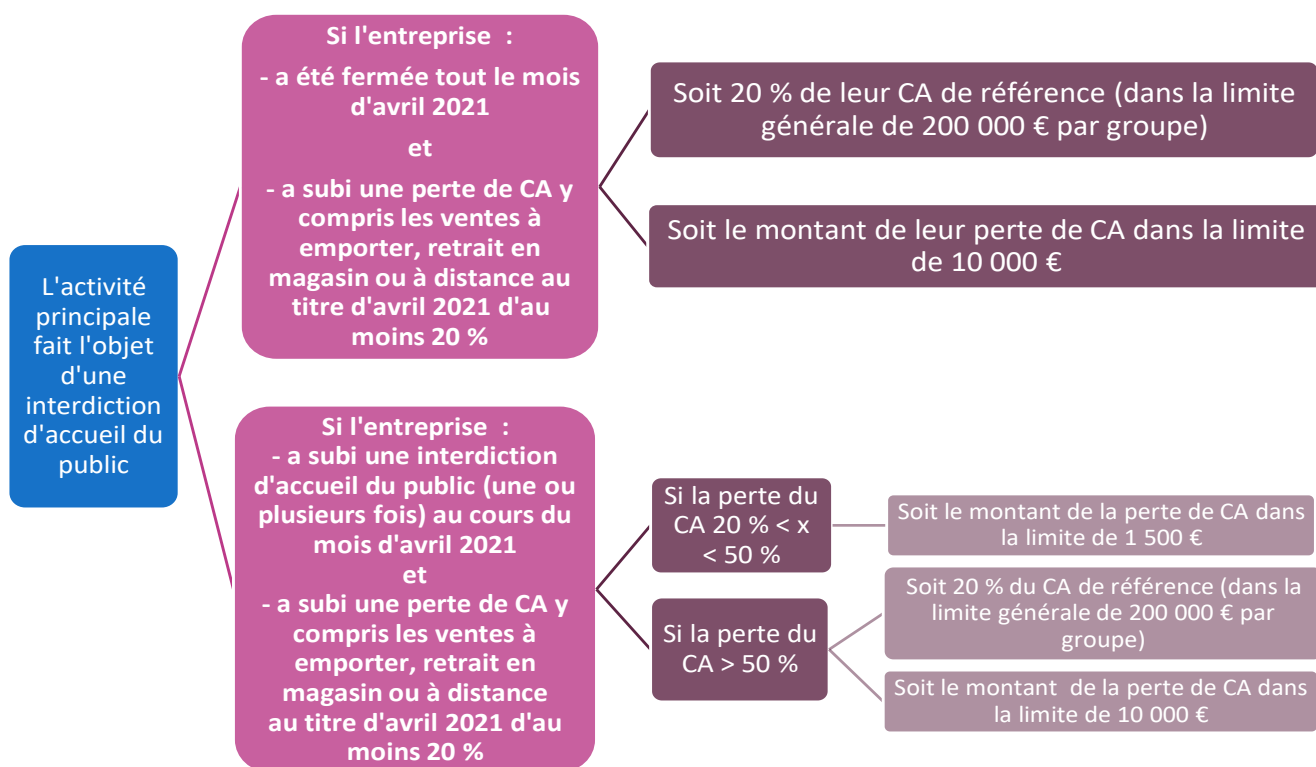 L'activité
principale
fait l'objet
d'une
interdiction
d'accueil du
public
Si l'entreprise :
- a été fermée tout le mois
d'avril 2021
et
- a subi une perte de CA y
compris les ventes à
emporter, retrait en
magasin ou à distance au
titre d'avril 2021 d'au
moins 20 %
Soit 20 % de leur CA de référence (dans la limite
générale de 200 000 € par groupe)
Soit le montant de leur perte de CA dans la limite
de 10 000 €
Si l'entreprise :
- a subi une interdiction
d'accueil du public (une ou
plusieurs fois) au cours du
mois d'avril 2021
et
- a subi une perte de CA y
compris les ventes à
emporter, retrait en
magasin ou à distance
au titre d'avril 2021 d'au
moins 20 %
Si la perte du
CA 20 % < x
< 50 %
Soit le montant de la perte de CA dans
la limite de 1 500 €
Si la perte du
CA > 50 %
Soit 20 % du CA de référence (dans la
limite générale de 200 000 € par
groupe)
Soit le montant de la perte de CA dans
la limite de 10 000 €